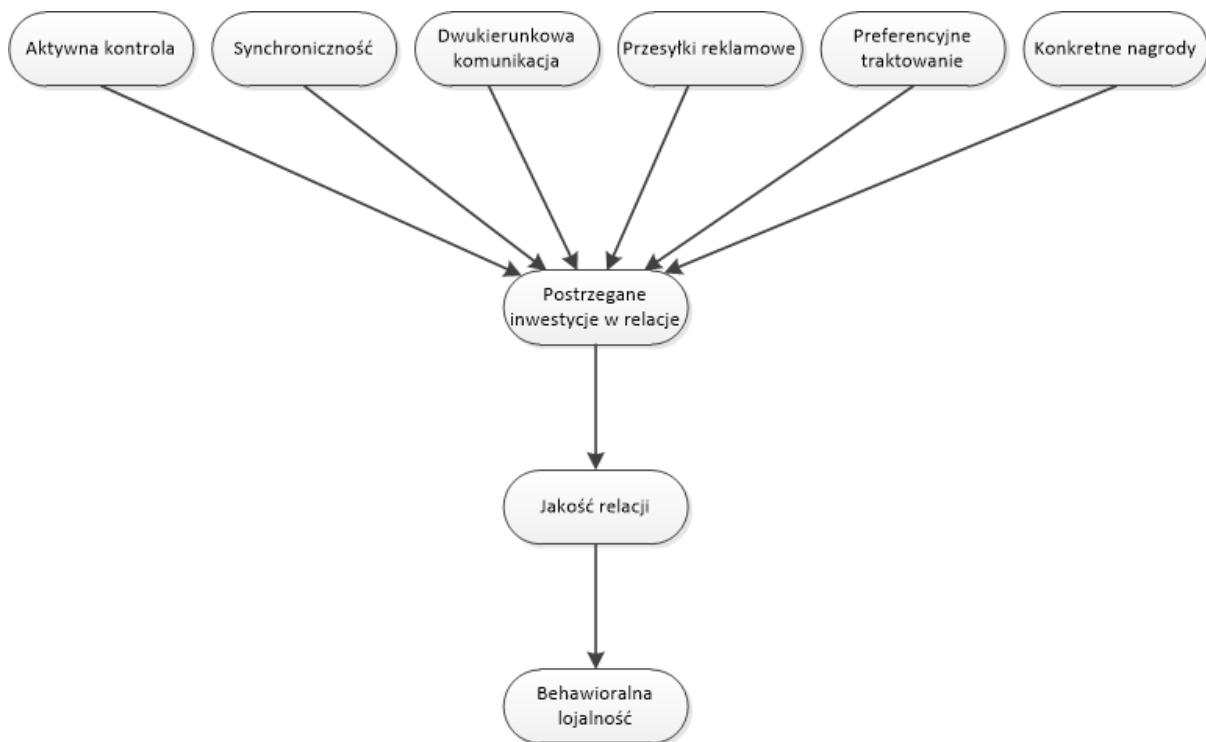 Aktywna kontrola
Synchroniczność
Dwukierunkowa
komunikacja
Przesyłki reklamowe
Preferencyjne
traktowanie
Konkretne nagrody
Postrzegane
inwestycje w relacje
Jakość relacji
Behawioralna
lojalność